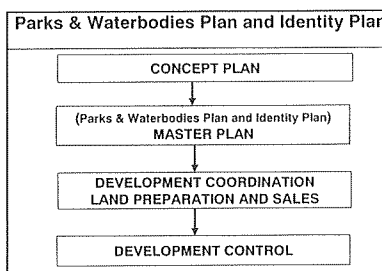 Parks & Waterbodies Plan and Identity Plan
CONCEPT PLAN
(Parks & Waterbodies Plan and Identity Plan)
MASTER PLAN
DEVELOPMENT COORDINATION
LAND PREPARATION AND SALES
DEVELOPMENT CONTROL